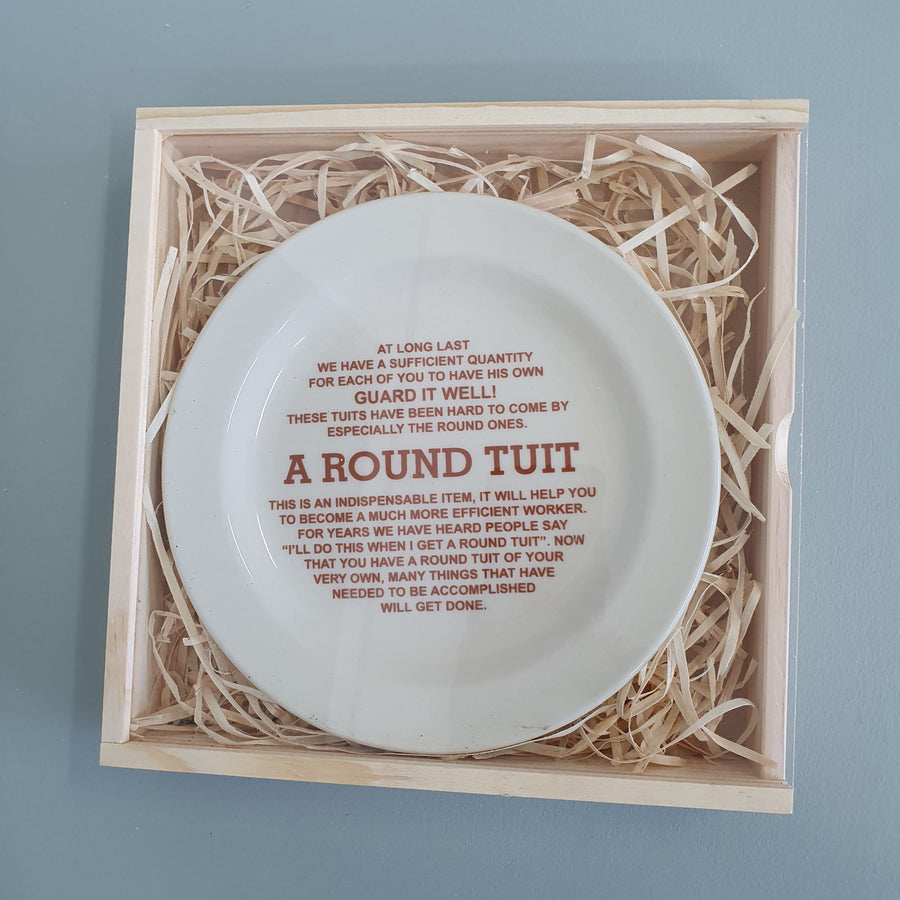 AT LONG LAST
WE HAVE A SUFFICIENT QUANTITY
FOR EACH OF YOU TO HAVE HIS OWN
GUARD IT WELL!
THESE TUITS HAVE BEEN HARD TO COME BY
ESPECIALLY THE ROUND ONES.
A ROUND TUIT
THIS IS AN INDISPENSABLE ITEM, IT WILL HELP YOU
TO BECOME A MUCH MORE EFFICIENT WORKER.
FOR YEARS WE HAVE HEARD PEOPLE SAY
“I'LL DO THIS WHEN I GET A ROUND TUIT”. NOW
THAT YOU HAVE A ROUND TUIT OF YOUR
VERY OWN, MANY THINGS THAT HAVE
NEEDED TO BE ACCOMPLISHED
WILL GET DONE.